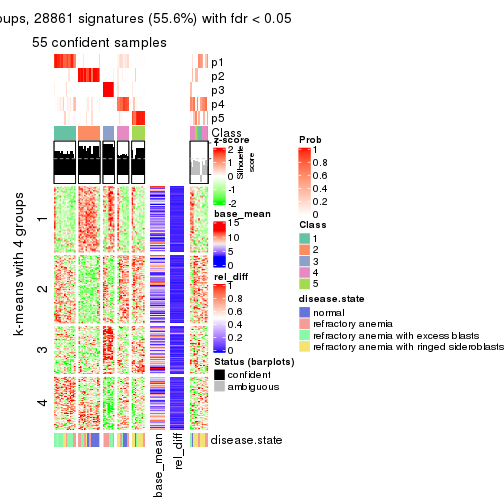 oups, 28861 signatures (55.6%) with fdr < 0.05
55 confident samples
p1
p2
p3
p4
p5
Class
z-score
2
1
0
-1
-2
Silhouette
score
base_mean
15
10
5
0
rel_diff
1
0.8
0.6
0.4
0.2
0
Status (barplots)
confident
ambiguous
Prob
1
0.8
0.6
0.4
0.2
0
Class
1
2
3
4
5
disease.state
normal
refractory anemia
refractory anemia with excess blasts
refractory anemia with ringed sideroblasts
k-means with 4 groups
1
2
3
4
disease.state
base_mean
rel_diff